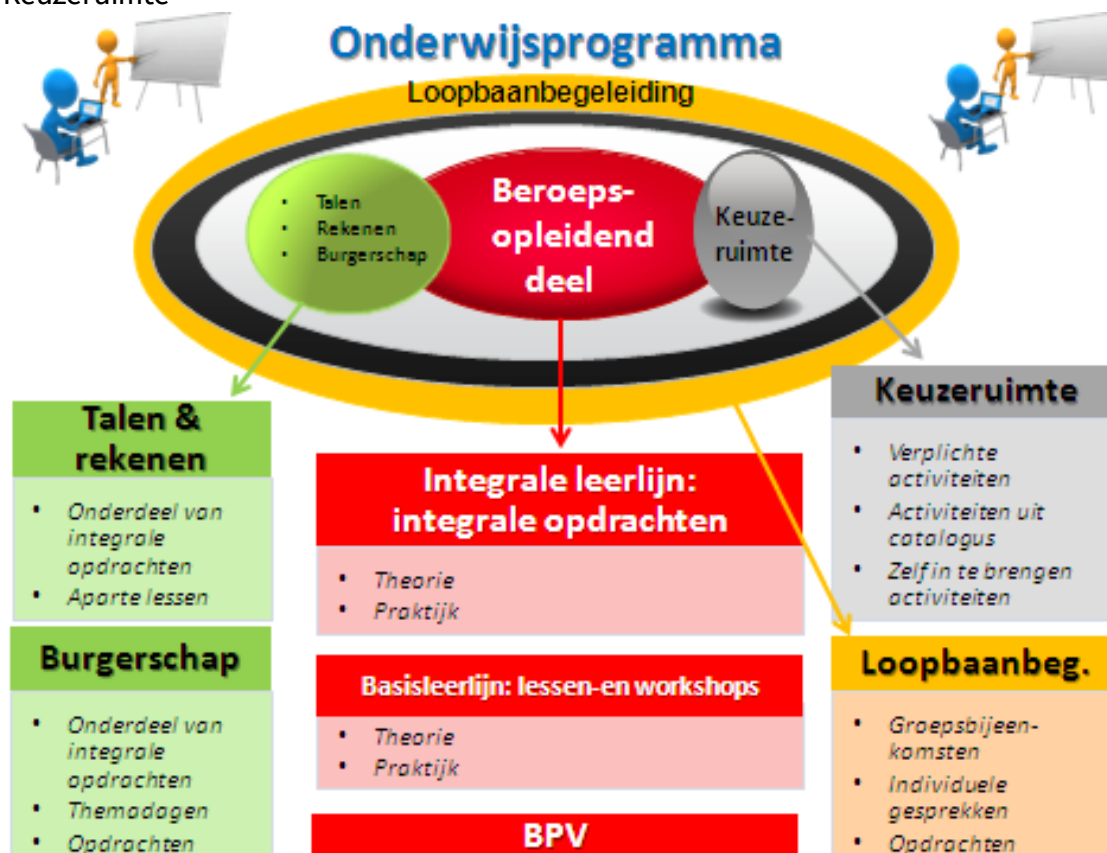 Keuzeruimte
Onderwijsprogramma
Loopbaanbegeleiding
• Talen
• Rekenen
• Burgerschap
Beroeps-
opleidend
deel
Keuze-
ruimte
Talen &
rekenen
• Onderdeel van
integrale
opdrachten
• Aparte lessen
Burgerschap
• Onderdeel van
integrale
opdrachten
• Themadagen
• Opdrachten
Integrale leerlijn:
integrale opdrachten
• Theorie
• Praktijk
Basisleerlijn: lessen-en workshops
• Theorie
• Praktijk
BPV
Keuzeruimte
• Verplichte
activiteiten
• Activiteiten uit
catalogus
• Zelf in te brengen
activiteiten
Loopbaanbeg.
• Groepsbijeen-
komsten
• Individuele
gesprekken
• Opdrachten